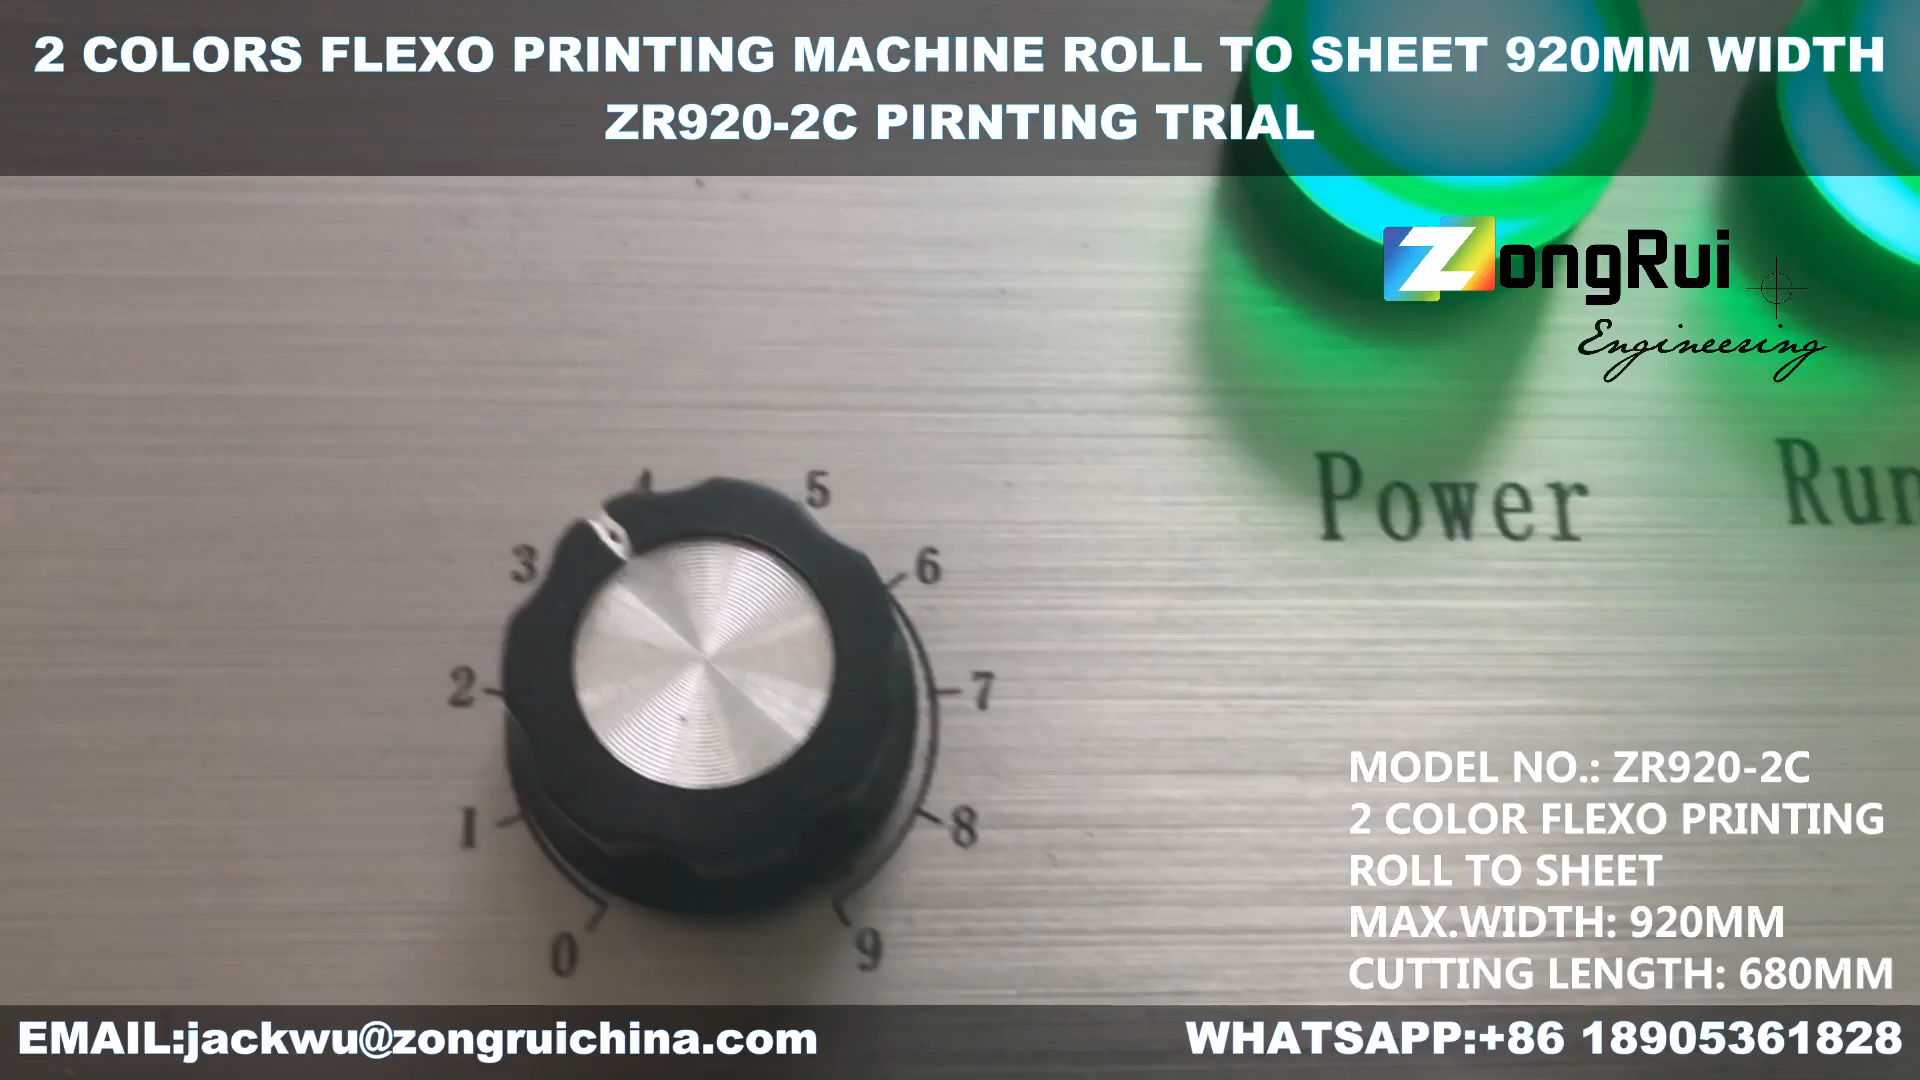 2 COLORS FLEXO PRINTING MACHINE ROLL TO SHEET 920MM WIDTH
ZR920-2C PIRNTING TRIAL
ZongRui
Engineering
Power
Run
4
5
3
6
2
7
1
8
0
9
MODEL NO.: ZR920-2C
2 COLOR FLEXO PRINTING
ROLL TO SHEET
MAX.WIDTH: 920MM
CUTTING LENGTH: 680MM
EMAIL:jackwu@zongruichina.com
WHATSAPP:+86 18905361828